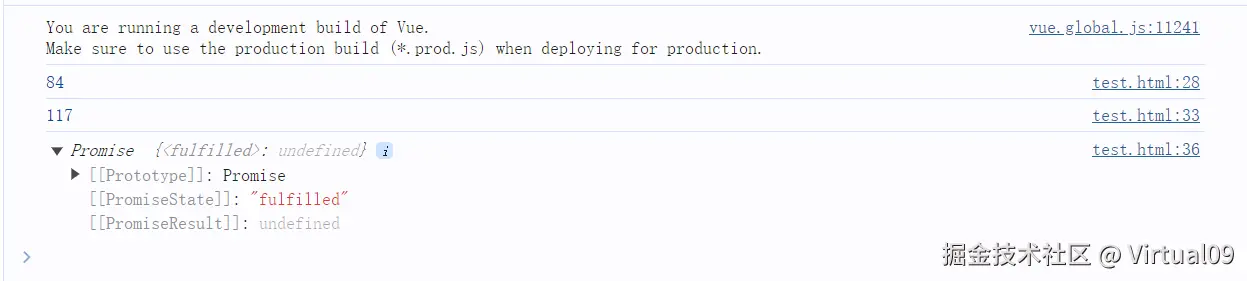 You are running a development build of Vue. vue.global.js:11241
Make sure to use the production build (*.prod.js) when deploying for production.
84 test.html:28
117 test.html:33
▼ Promise {<fulfilled>: undefined} i test.html:36
▶ [[Prototype]]: Promise
[[PromiseState]]: "fulfilled"
[[PromiseResult]]: undefined
>
掘金技术社区 @ Virtual09